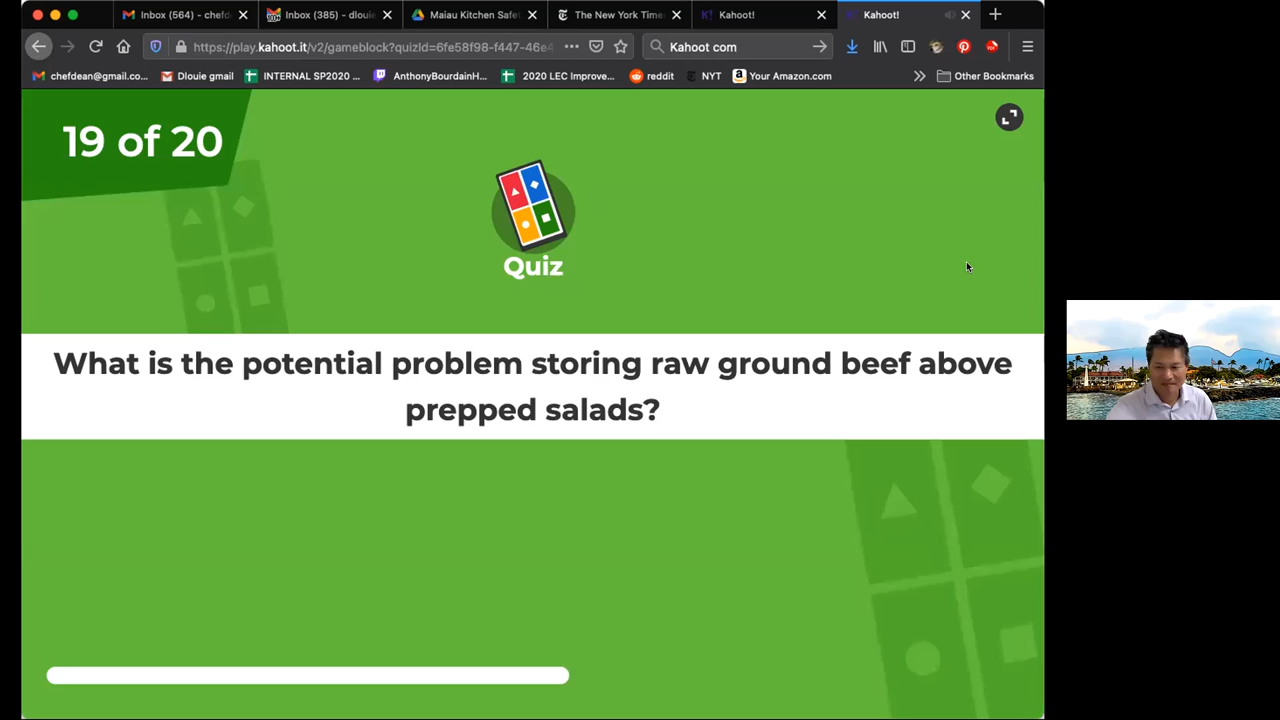 Inbox (564) - chefd
Inbox (385) - dlouie
Maiau Kitchen Safe
The New York Time
Kahoot!
Kahoot!
https://play.kahoot.it/v2/gameblock?quizId=6fe58f98-f447-46e4
Kahoot com
chefdean@gmail.co...
Dlouie gmail
INTERNAL SP2020 ...
AnthonyBourdainH...
2020 LEC Improve...
reddit
NYT
Your Amazon.com
Other Bookmarks
19 of 20
Quiz
What is the potential problem storing raw ground beef above
prepped salads?